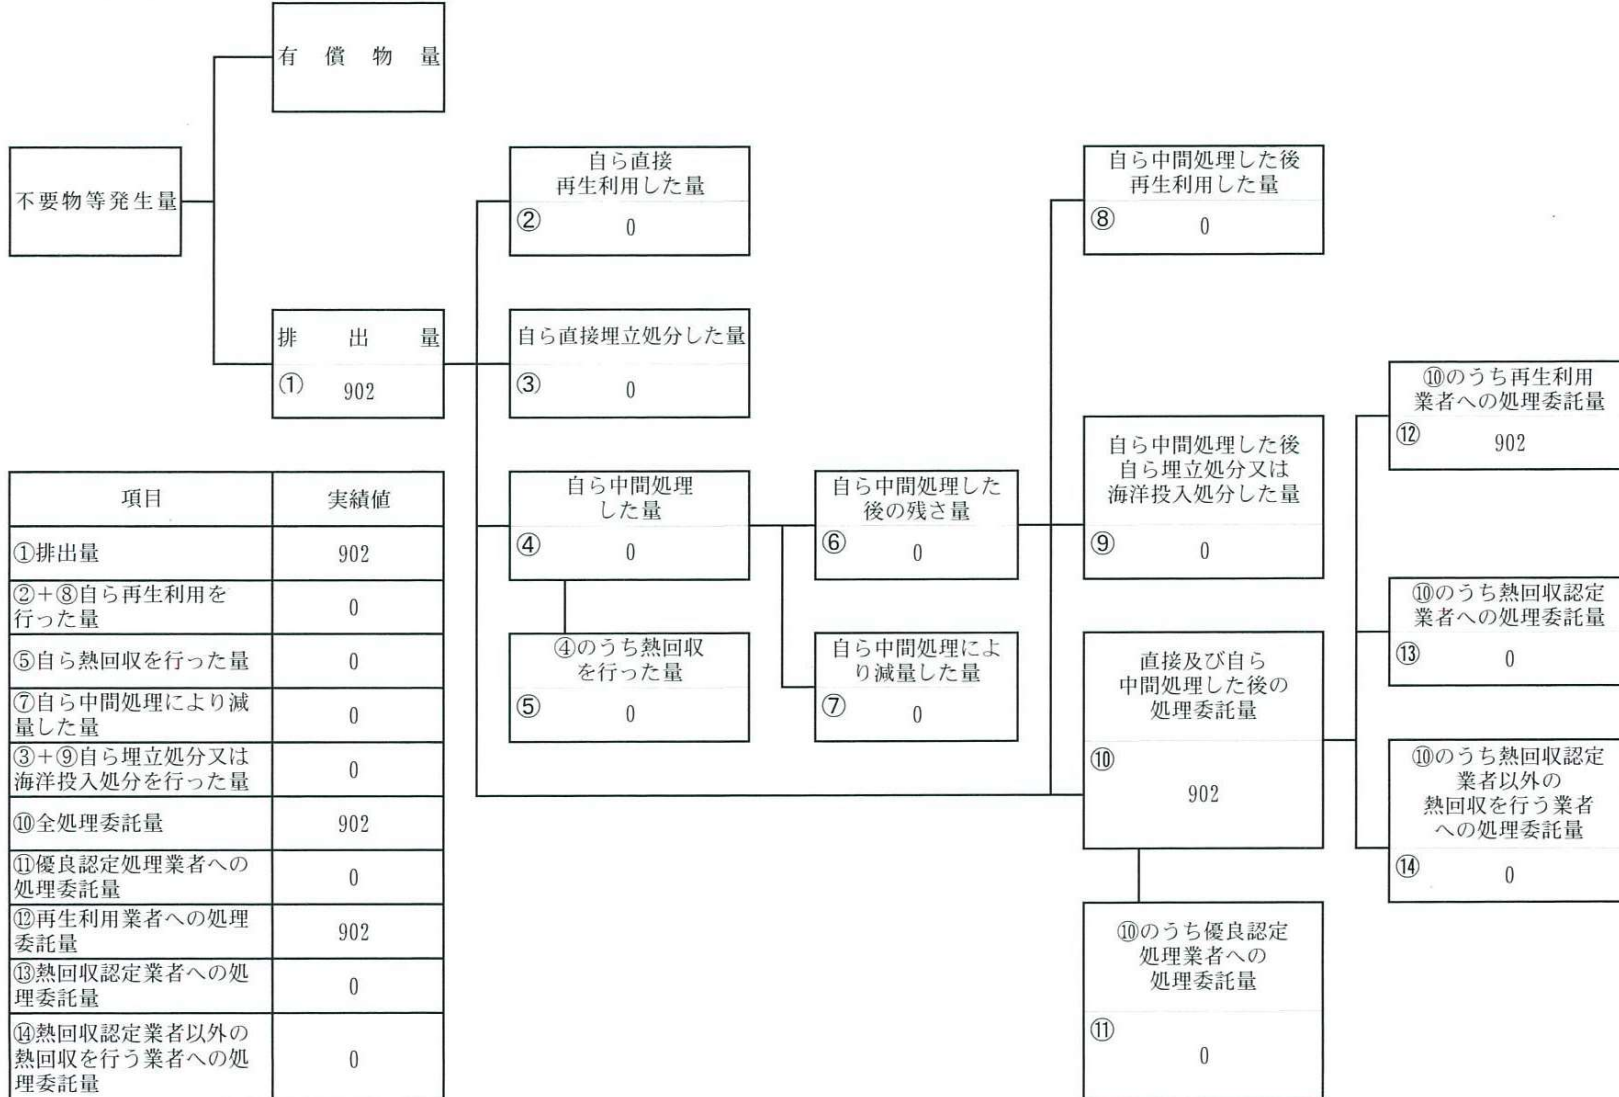 有償物量
不要物等発生量
排出量
① 902
自ら直接
再生利用した量
② 0
自ら直接埋立処分した量
③ 0
自ら中間処理
した量
④ 0
④のうち熱回収
を行った量
⑤ 0
自ら中間処理した
後の残さ量
⑥ 0
自ら中間処理によ
り減量した量
⑦ 0
自ら中間処理した後
再生利用した量
⑧ 0
自ら中間処理した後
自ら埋立処分又は
海洋投入処分した量
⑨ 0
直接及び自ら
中間処理した後の
処理委託量
⑩
902
⑩のうち優良認定
処理業者への
処理委託量
⑪
0
⑩のうち再生利用
業者への処理委託量
⑫ 902
⑩のうち熱回収認定
業者への処理委託量
⑬ 0
⑩のうち熱回収認定
業者以外の
熱回収を行う業者
への処理委託量
⑭ 0
項目 実績値
①排出量 902
②+⑧自ら再生利用を
行った量 0
⑤自ら熱回収を行った量 0
⑦自ら中間処理により減
量した量 0
③+⑨自ら埋立処分又は
海洋投入処分を行った量 0
⑩全処理委託量 902
⑪優良認定処理業者への
処理委託量 0
⑫再生利用業者への処理
委託量 902
⑬熱回収認定業者への処
理委託量 0
⑭熱回収認定業者以外の
熱回収を行う業者への処
理委託量 0